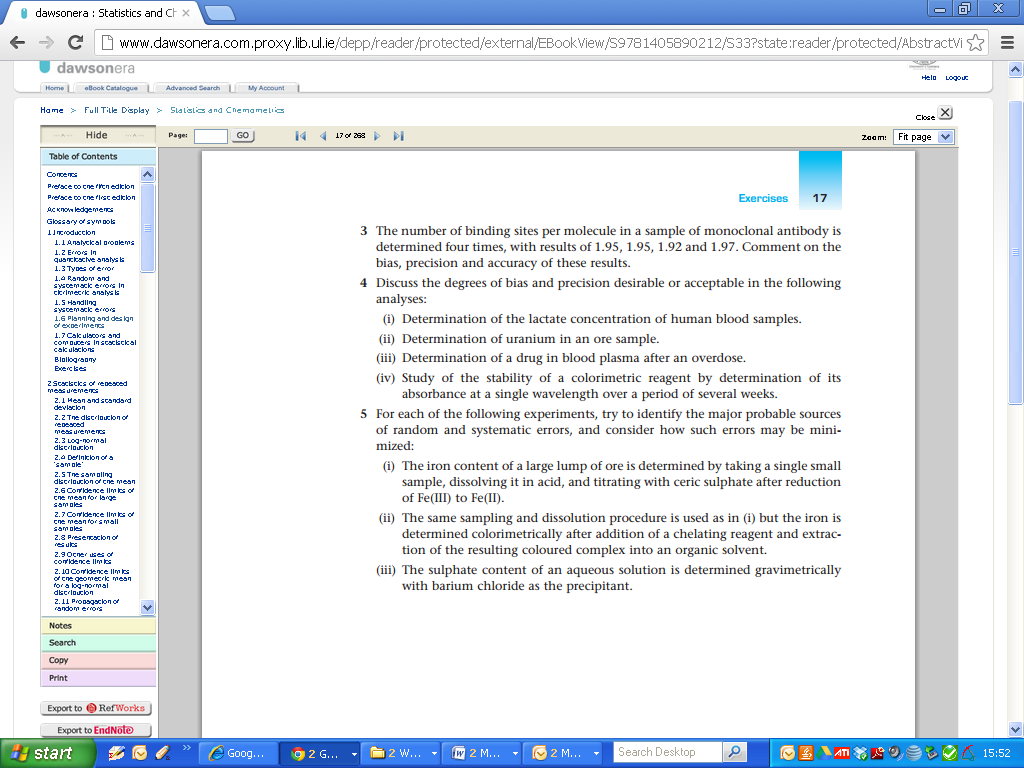 dawsonera : Statistics and Ch
www.dawsonera.com.proxy.lib.ul.ie/depp/reader/protected/external/EBookView/S9781405890212/S33?state:reader/protected/AbstractVi
dawsonera
Help Logout
Home eBook Catalogue Advanced Search My Account
Home > Full Title Display > Statistics and Chemometrics
Close
Hide
Page: GO 17 of 268
Zoom: Fit page
Table of Contents
Contents
Preface to the fifth edition
Preface to the first edition
Acknowledgements
Glossary of symbols
1 Introduction
1.1 Analytical problems
1.2 Errors in
quantitative analysis
1.3 Types of error
1.4 Random and
systematic errors in
titrimetric analysis
1.5 Handling
systematic errors
1.6 Planning and design
of experiments
1.7 Calculators and
computers in statistical
calculations
Bibliography
Exercises
2 Statistics of repeated
measurements
2.1 Mean and standard
deviation
2.2 The distribution of
repeated
measurements
2.3 Log-normal
distribution
2.4 Definition of a
'sample'
2.5 The sampling
distribution of the mean
2.6 Confidence limits of
the mean for large
samples
2.7 Confidence limits of
the mean for small
samples
2.8 Presentation of
results
2.9 Other uses of
confidence limits
2.10 Confidence limits
of the geometric mean
for a log-normal
distribution
2.11 Propagation of
random errors
Notes
Search
Copy
Print
Export to RefWorks
Export to EndNote
Exercises 17
3 The number of binding sites per molecule in a sample of monoclonal antibody is
determined four times, with results of 1.95, 1.95, 1.92 and 1.97. Comment on the
bias, precision and accuracy of these results.
4 Discuss the degrees of bias and precision desirable or acceptable in the following
analyses:
(i) Determination of the lactate concentration of human blood samples.
(ii) Determination of uranium in an ore sample.
(iii) Determination of a drug in blood plasma after an overdose.
(iv) Study of the stability of a colorimetric reagent by determination of its
absorbance at a single wavelength over a period of several weeks.
5 For each of the following experiments, try to identify the major probable sources
of random and systematic errors, and consider how such errors may be mini-
mized:
(i) The iron content of a large lump of ore is determined by taking a single small
sample, dissolving it in acid, and titrating with ceric sulphate after reduction
of Fe(III) to Fe(II).
(ii) The same sampling and dissolution procedure is used as in (i) but the iron is
determined colorimetrically after addition of a chelating reagent and extrac-
tion of the resulting coloured complex into an organic solvent.
(iii) The sulphate content of an aqueous solution is determined gravimetrically
with barium chloride as the precipitant.
start Goog... 2 G... 2 W... 2 M... 2 M... Search Desktop ATI 15:52